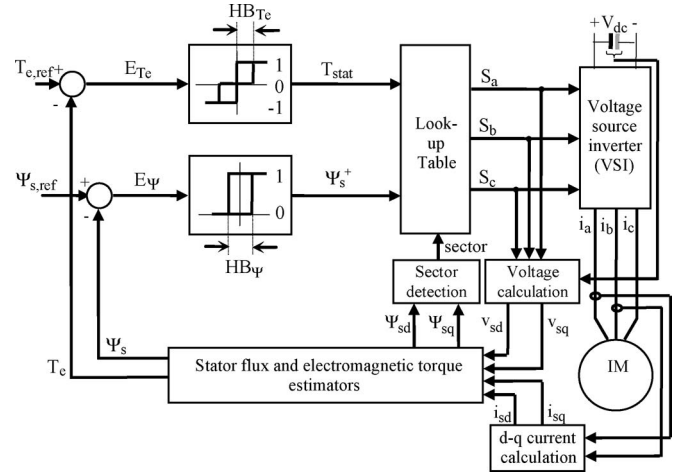 HB_Te
+ V_dc -
T_e,ref +
-
E_Te
1
0
-1
T_stat
Look-up Table
S_a
S_b
S_c
Voltage source inverter (VSI)
Ψ_s,ref
+
-
E_Ψ
1
0
Ψ_s^+
HB_Ψ
i_a i_b i_c
sector
Sector detection
Voltage calculation
Ψ_sd Ψ_sq
v_sd v_sq
Ψ_s
T_e
Stator flux and electromagnetic torque estimators
IM
i_sd i_sq
d-q current calculation